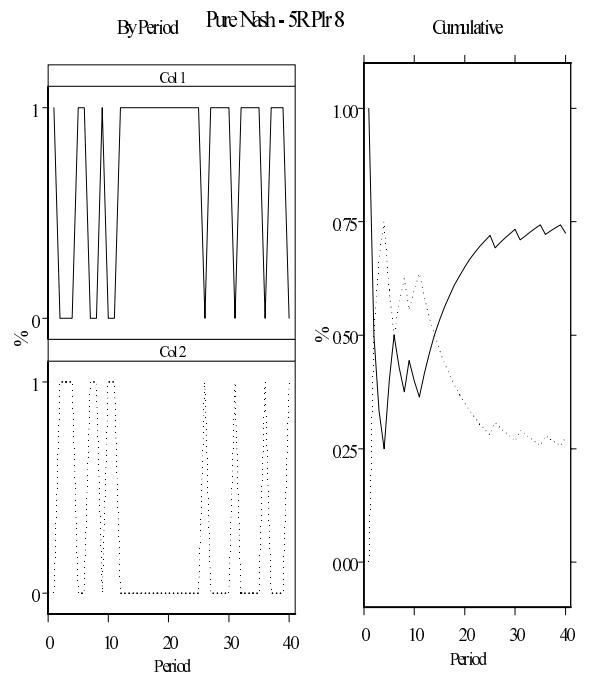 Pure Nash - 5R Plr 8
By Period
Cumulative
Col 1
1
0
%
Col 2
1
0
0 10 20 30 40
Period
1.00
0.75
0.50
%
0.25
0.00
0 10 20 30 40
Period